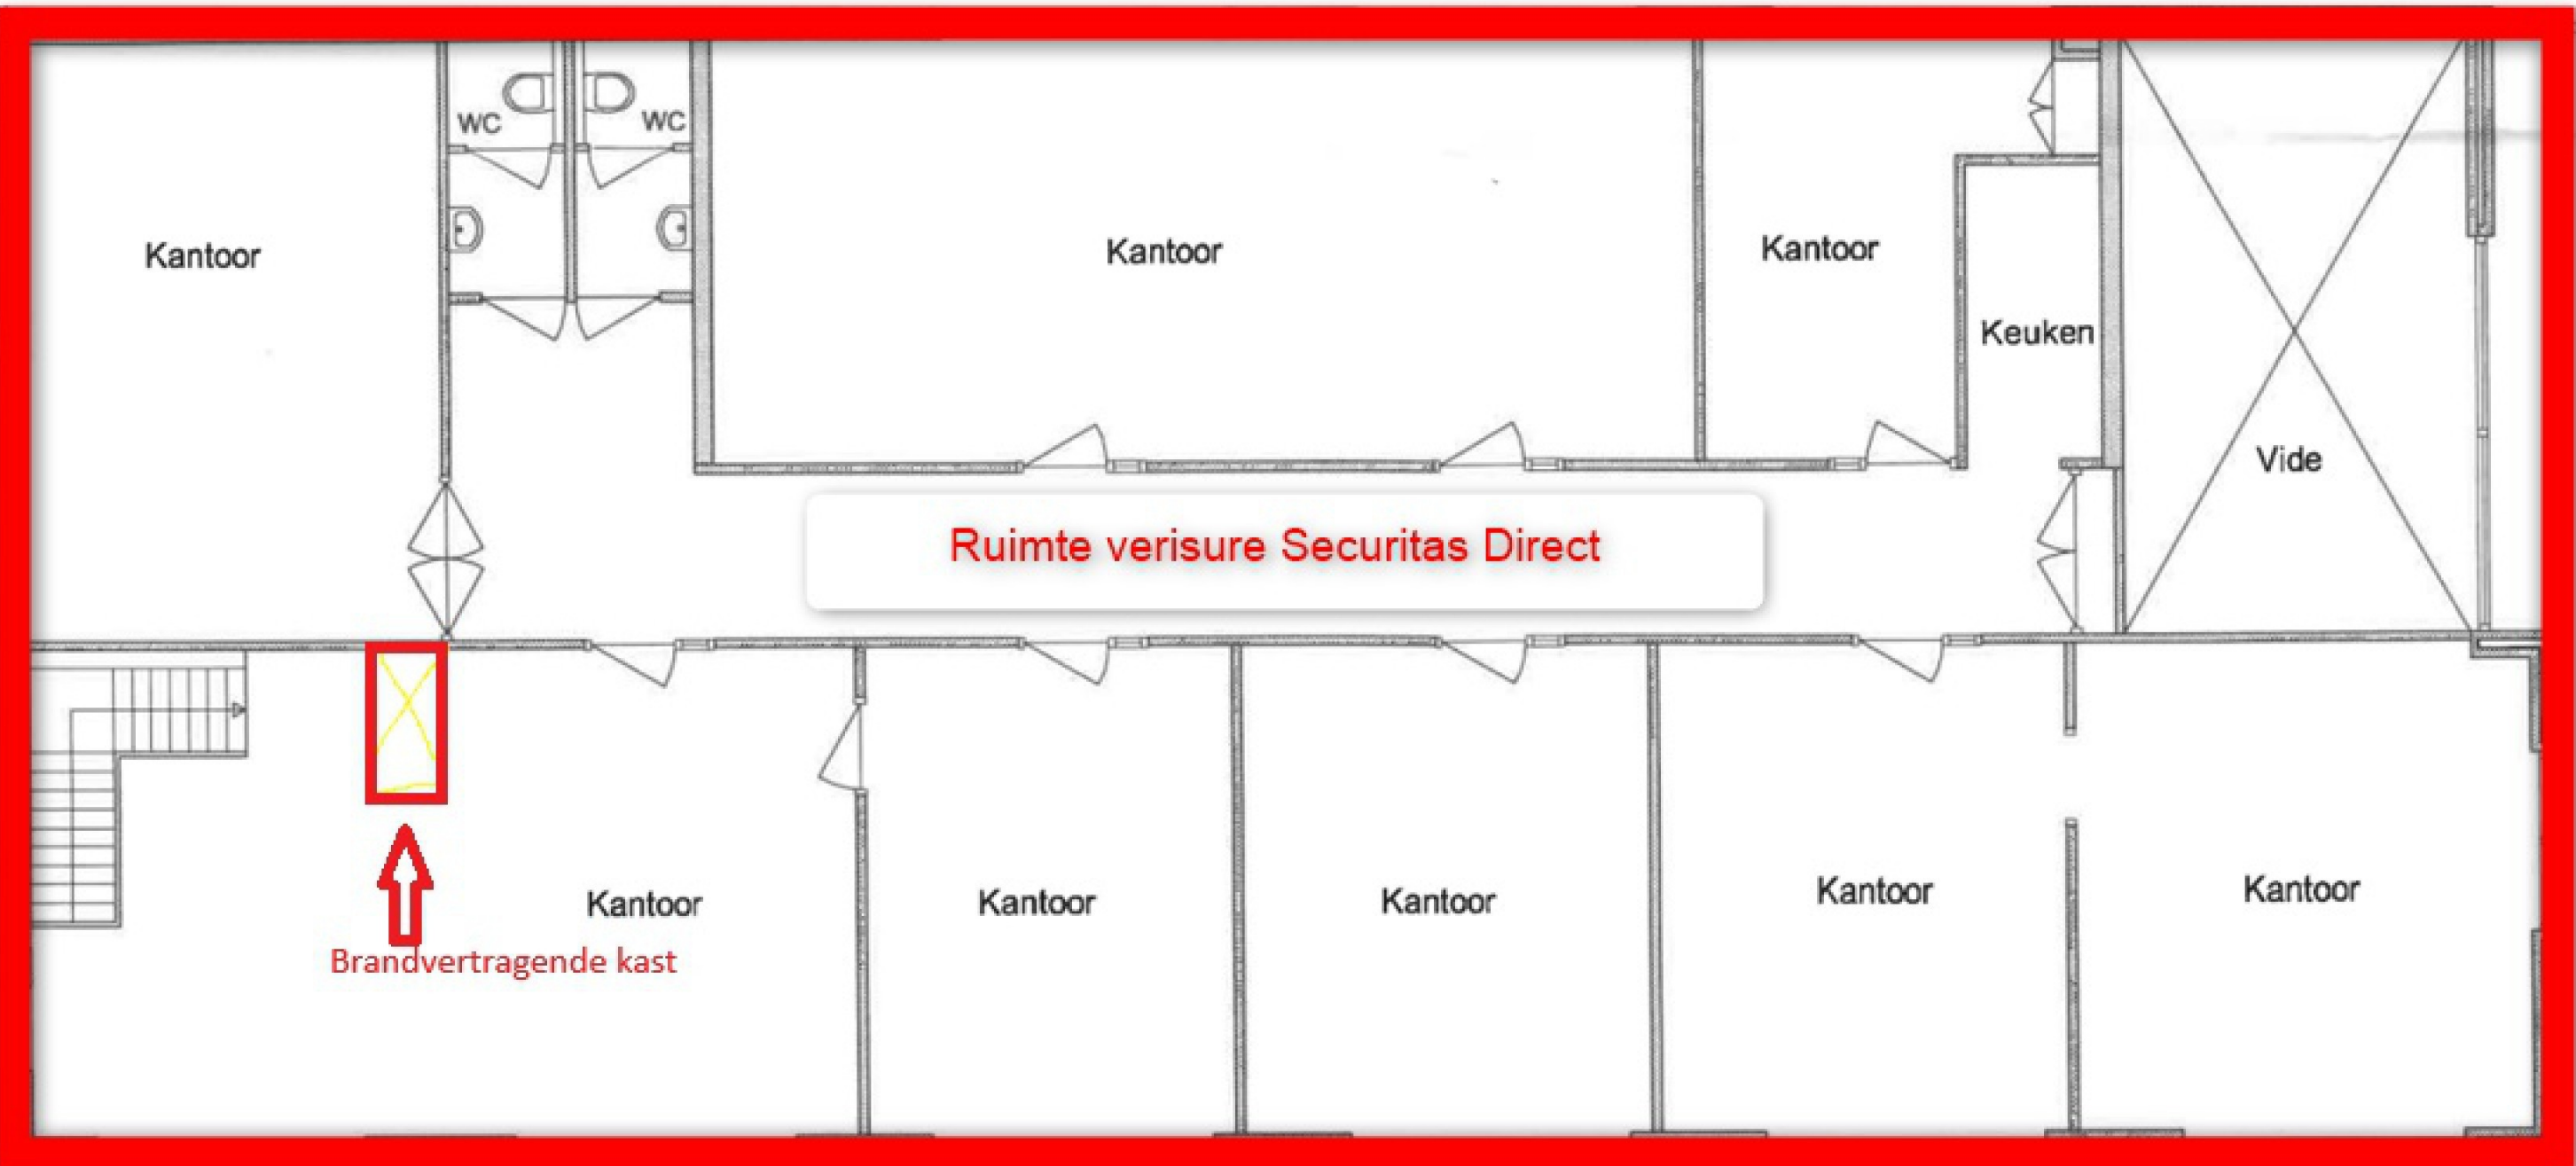 WC
WC
Kantoor
Kantoor
Kantoor
Keuken
Vide
Ruimte verisure Securitas Direct
Kantoor
Kantoor
Kantoor
Kantoor
Kantoor
Brandvertragende kast